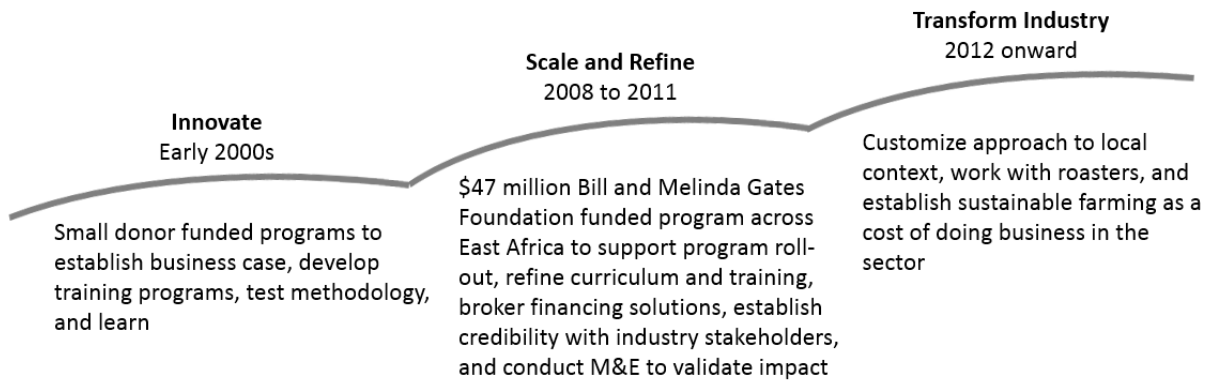 Innovate
Early 2000s
Small donor funded programs to
establish business case, develop
training programs, test methodology,
and learn
Scale and Refine
2008 to 2011
$47 million Bill and Melinda Gates
Foundation funded program across
East Africa to support program roll-
out, refine curriculum and training,
broker financing solutions, establish
credibility with industry stakeholders,
and conduct M&E to validate impact
Transform Industry
2012 onward
Customize approach to local
context, work with roasters, and
establish sustainable farming as a
cost of doing business in the
sector